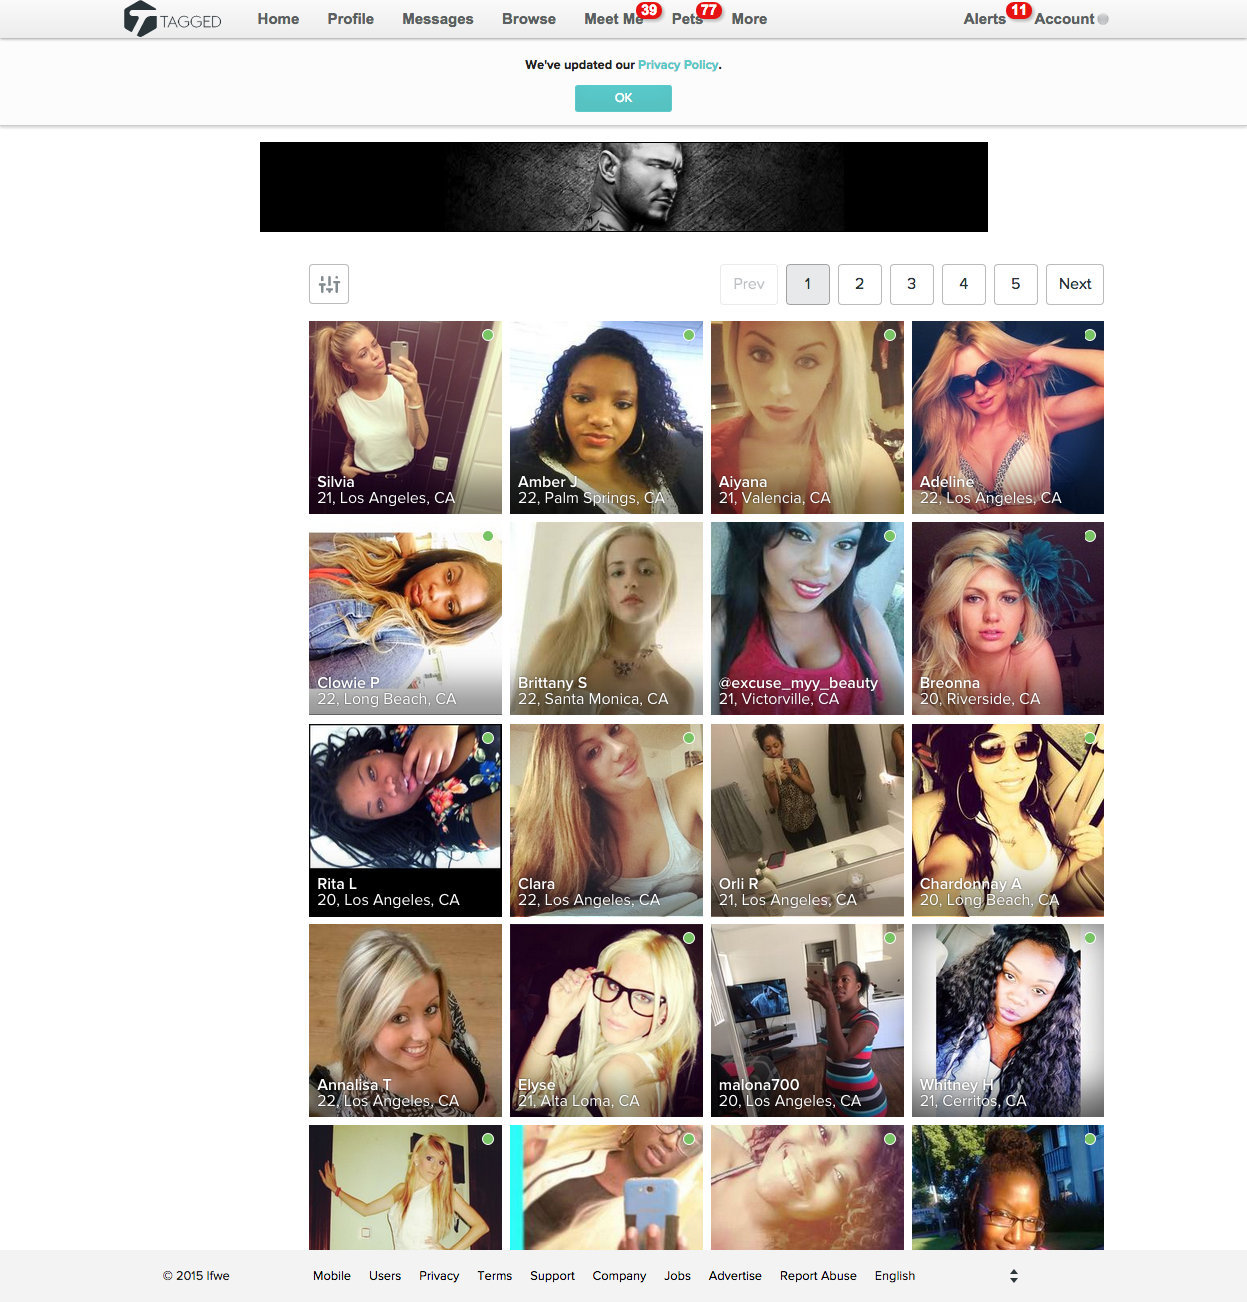 TAGGED
Home Profile Messages Browse Meet Me 39 Pets 77 More Alerts 11 Account
We've updated our Privacy Policy.
OK
Prev 1 2 3 4 5 Next
Silvia
21, Los Angeles, CA
Amber J
22, Palm Springs, CA
Aiyana
21, Valencia, CA
Adeline
22, Los Angeles, CA
Clowie P
22, Long Beach, CA
Brittany S
22, Santa Monica, CA
@excuse_myy_beauty
21, Victorville, CA
Breonna
20, Riverside, CA
Rita L
20, Los Angeles, CA
Clara
22, Los Angeles, CA
Orli R
21, Los Angeles, CA
Chardonnay A
20, Long Beach, CA
Annalisa T
22, Los Angeles, CA
Elyse
21, Alta Loma, CA
malona700
20, Los Angeles, CA
Whitney H
21, Cerritos, CA
© 2015 Ifwe Mobile Users Privacy Terms Support Company Jobs Advertise Report Abuse English